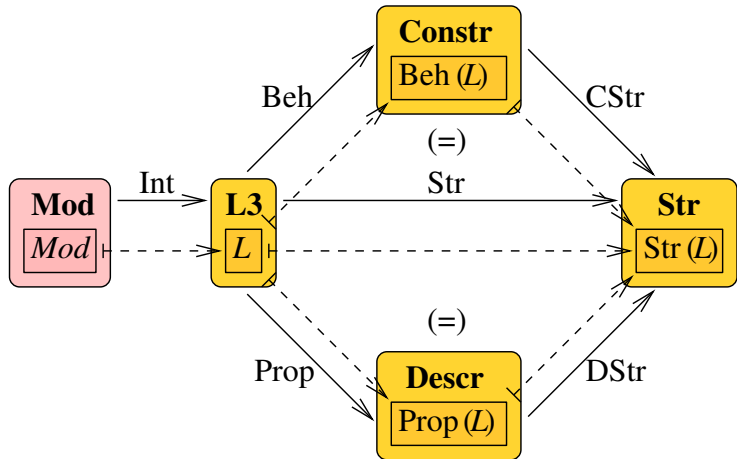 Constr
Beh (L)
Beh
CStr
(=)
Int
Str
Mod
L3
Str
Mod
L
Str (L)
(=)
Prop
DStr
Descr
Prop (L)